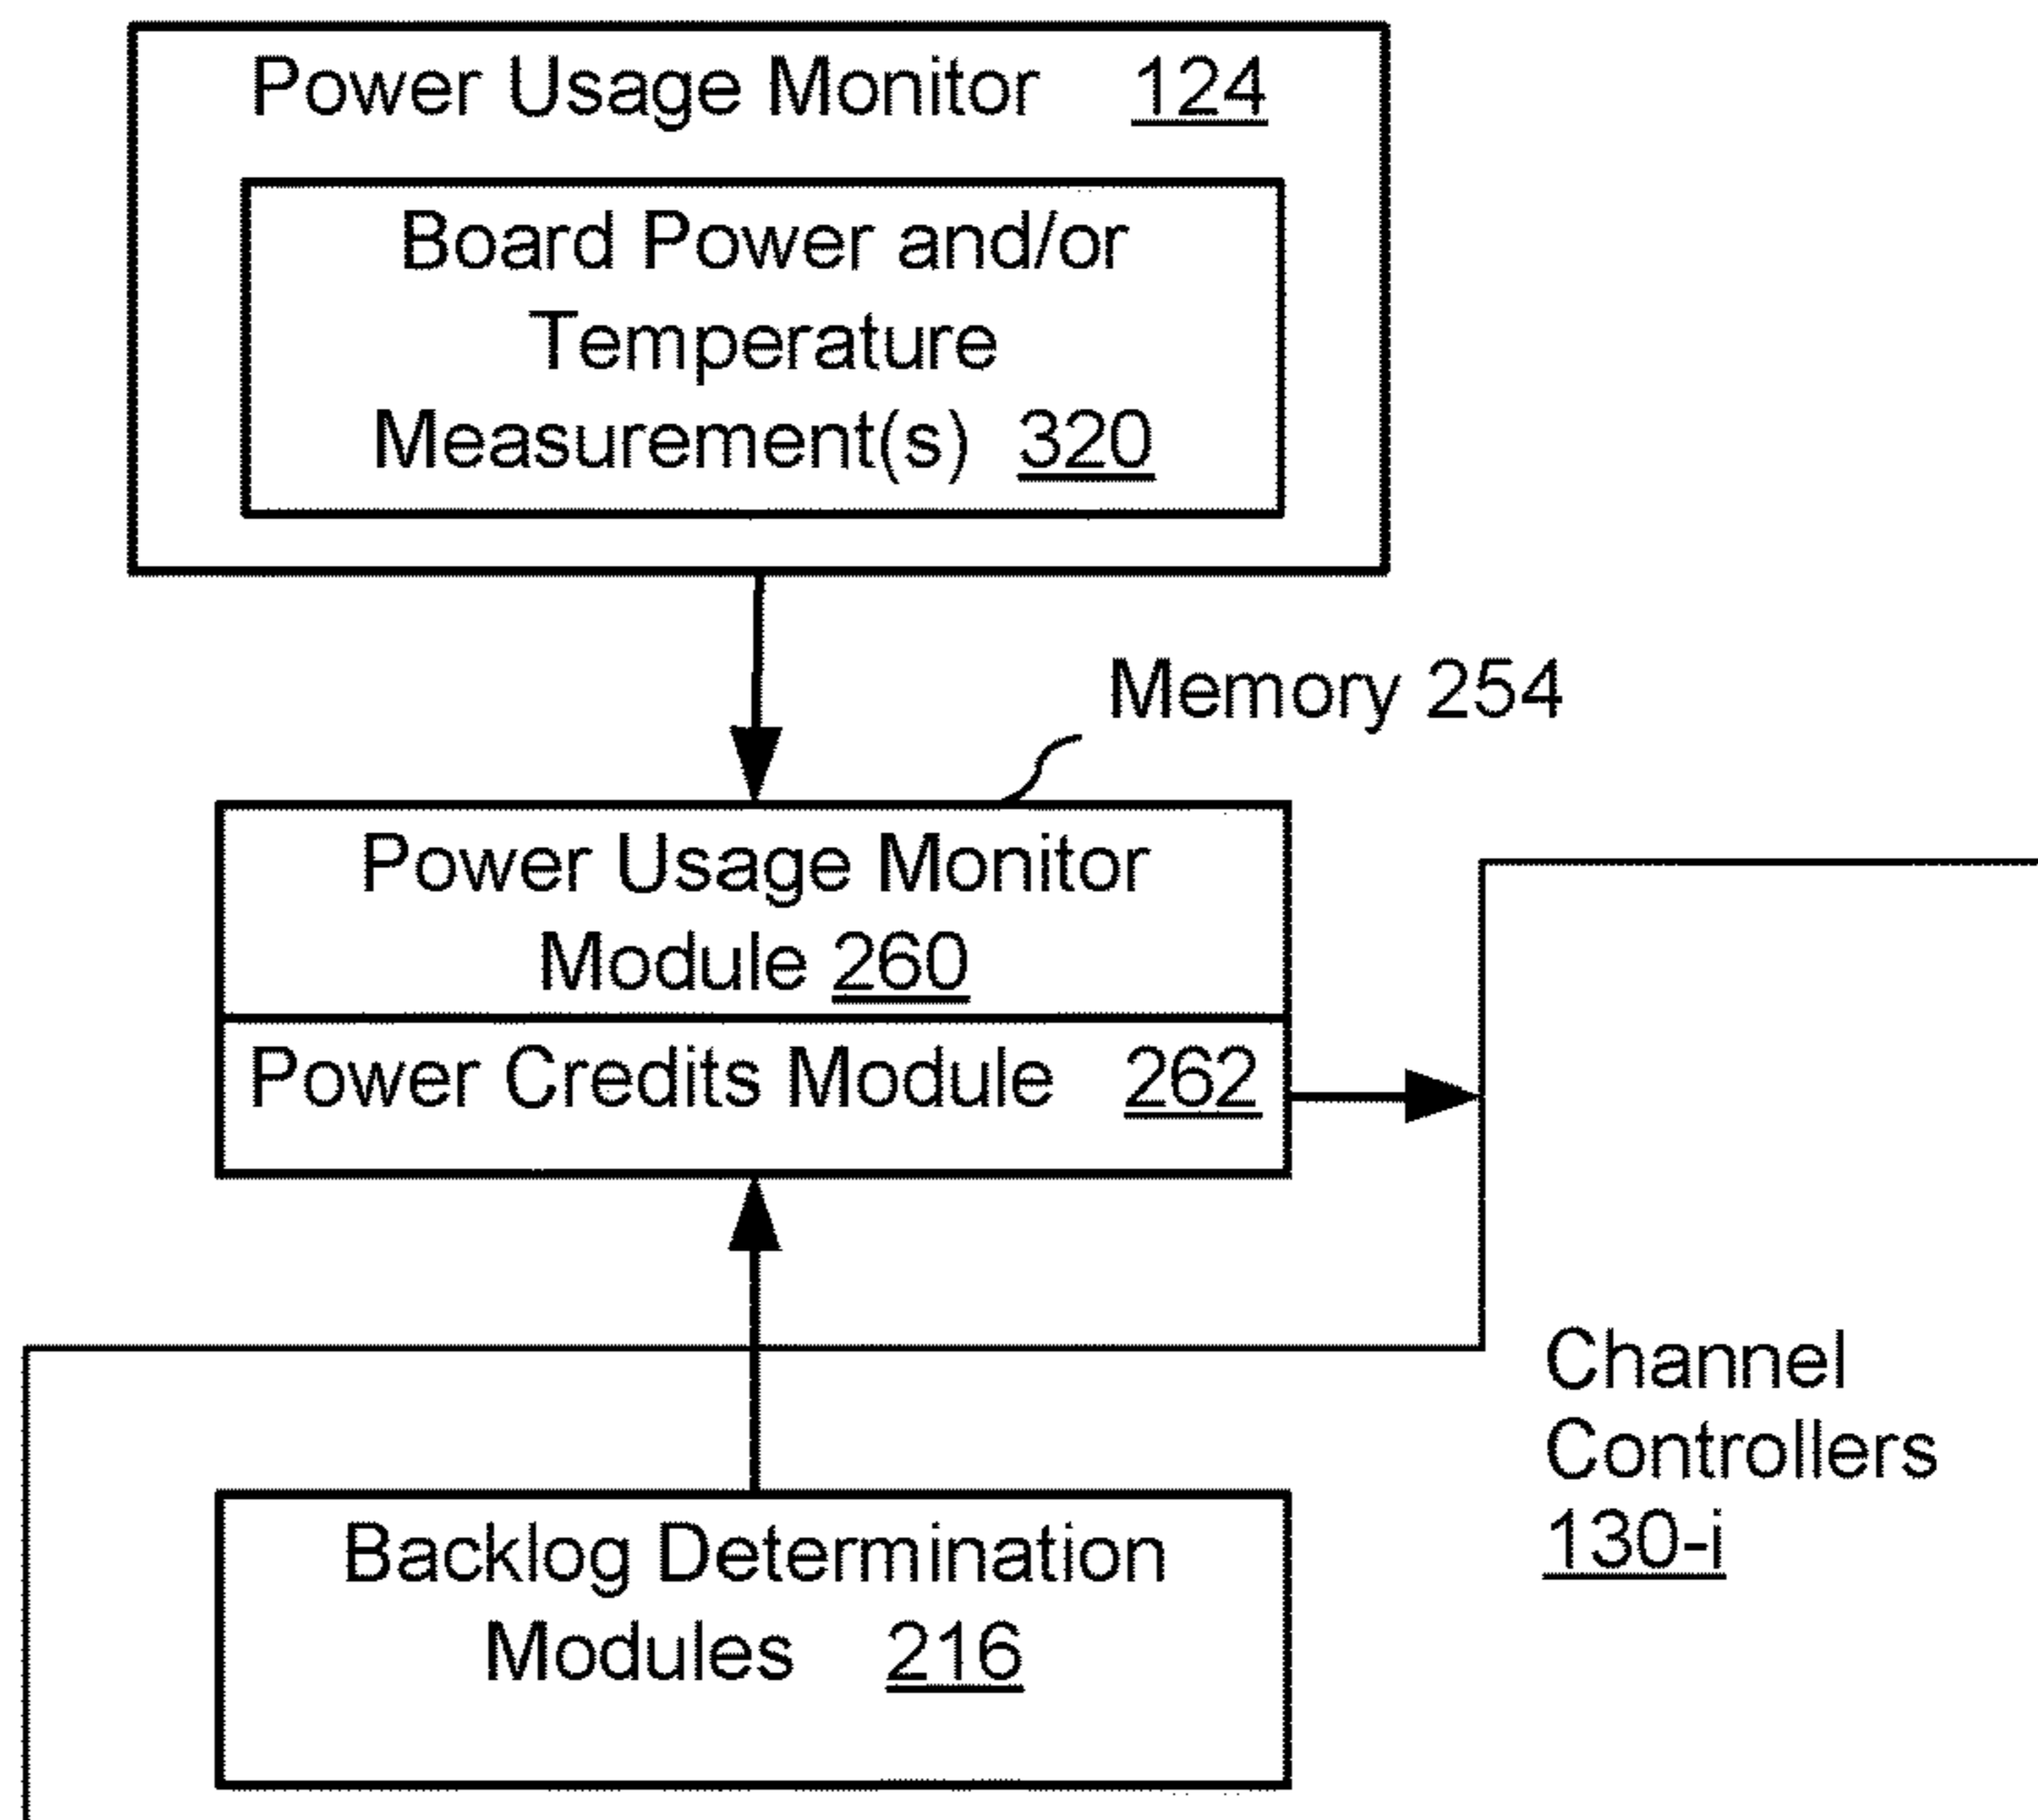 Power Usage Monitor 124
Board Power and/or
Temperature
Measurement(s) 320
Memory 254
Power Usage Monitor
Module 260
Power Credits Module 262
Channel
Controllers
130-i
Backlog Determination
Modules 216